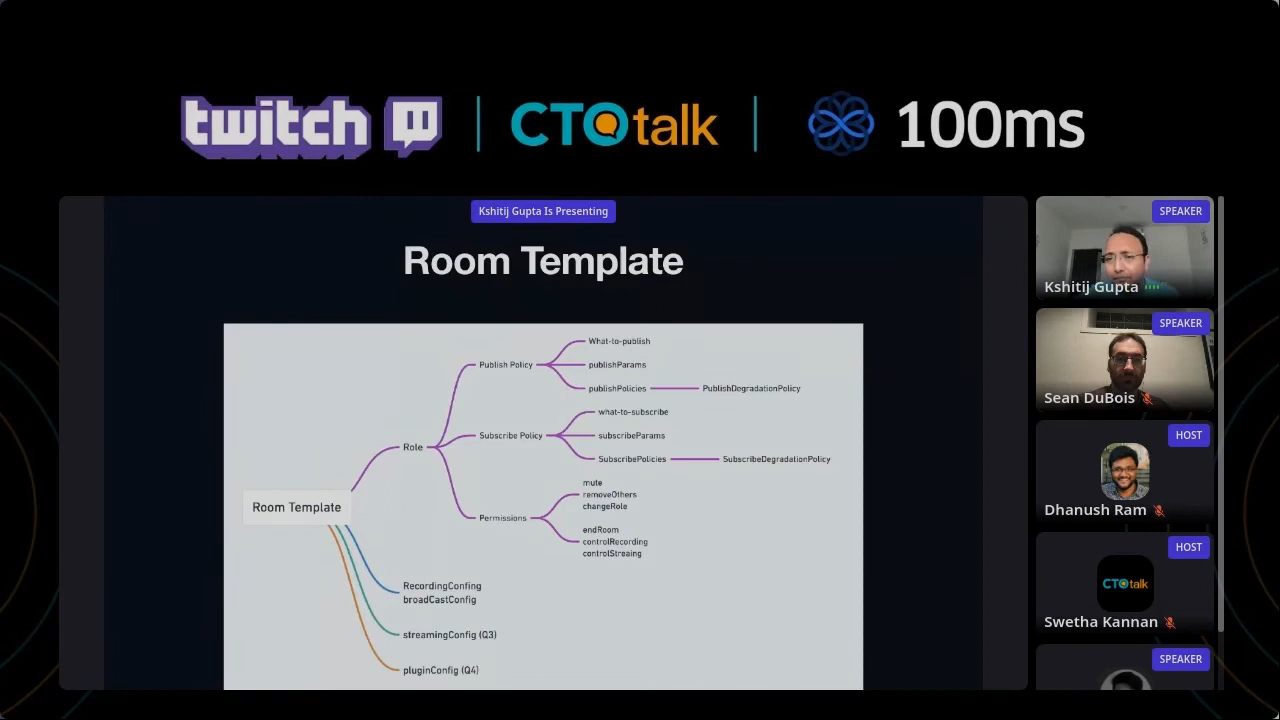 twitch
CTOtalk
100ms
Kshitij Gupta Is Presenting
Room Template
What-to-publish
Publish Policy
publishParams
publishPolicies
PublishDegradationPolicy
what-to-subscribe
Subscribe Policy
subscribeParams
Role
SubscribePolicies
SubscribeDegradationPolicy
mute
removeOthers
changeRole
Permissions
endRoom
controlRecording
controlStreaing
Room Template
RecordingConfing
broadCastConfig
streamingConfig (Q3)
pluginConfig (Q4)
SPEAKER
Kshitij Gupta
SPEAKER
Sean DuBois
HOST
Dhanush Ram
HOST
CTOtalk
Swetha Kannan
SPEAKER